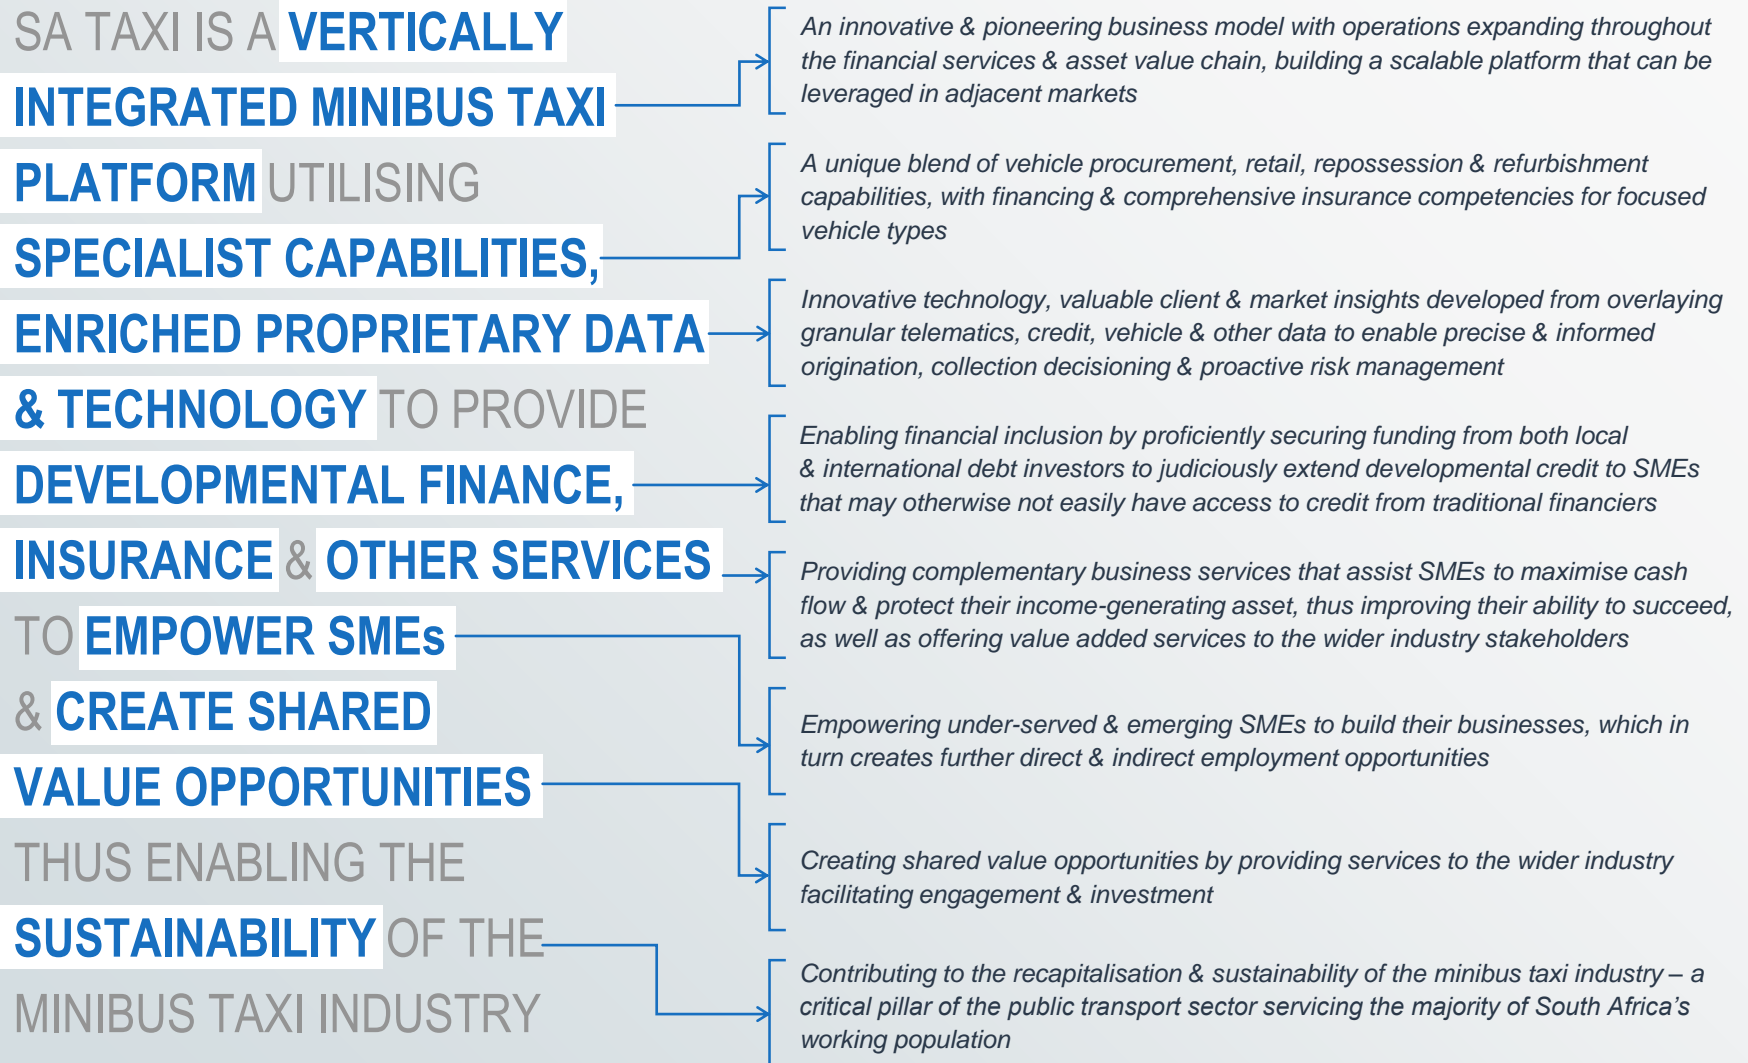 SA TAXI IS A VERTICALLY
INTEGRATED MINIBUS TAXI
PLATFORM UTILISING
SPECIALIST CAPABILITIES,
ENRICHED PROPRIETARY DATA
& TECHNOLOGY TO PROVIDE
DEVELOPMENTAL FINANCE,
INSURANCE & OTHER SERVICES
TO EMPOWER SMEs
& CREATE SHARED
VALUE OPPORTUNITIES
THUS ENABLING THE
SUSTAINABILITY OF THE
MINIBUS TAXI INDUSTRY
An innovative & pioneering business model with operations expanding throughout
the financial services & asset value chain, building a scalable platform that can be
leveraged in adjacent markets
A unique blend of vehicle procurement, retail, repossession & refurbishment
capabilities, with financing & comprehensive insurance competencies for focused
vehicle types
Innovative technology, valuable client & market insights developed from overlaying
granular telematics, credit, vehicle & other data to enable precise & informed
origination, collection decisioning & proactive risk management
Enabling financial inclusion by proficiently securing funding from both local
& international debt investors to judiciously extend developmental credit to SMEs
that may otherwise not easily have access to credit from traditional financiers
Providing complementary business services that assist SMEs to maximise cash
flow & protect their income-generating asset, thus improving their ability to succeed,
as well as offering value added services to the wider industry stakeholders
Empowering under-served & emerging SMEs to build their businesses, which in
turn creates further direct & indirect employment opportunities
Creating shared value opportunities by providing services to the wider industry
facilitating engagement & investment
Contributing to the recapitalisation & sustainability of the minibus taxi industry – a
critical pillar of the public transport sector servicing the majority of South Africa’s
working population